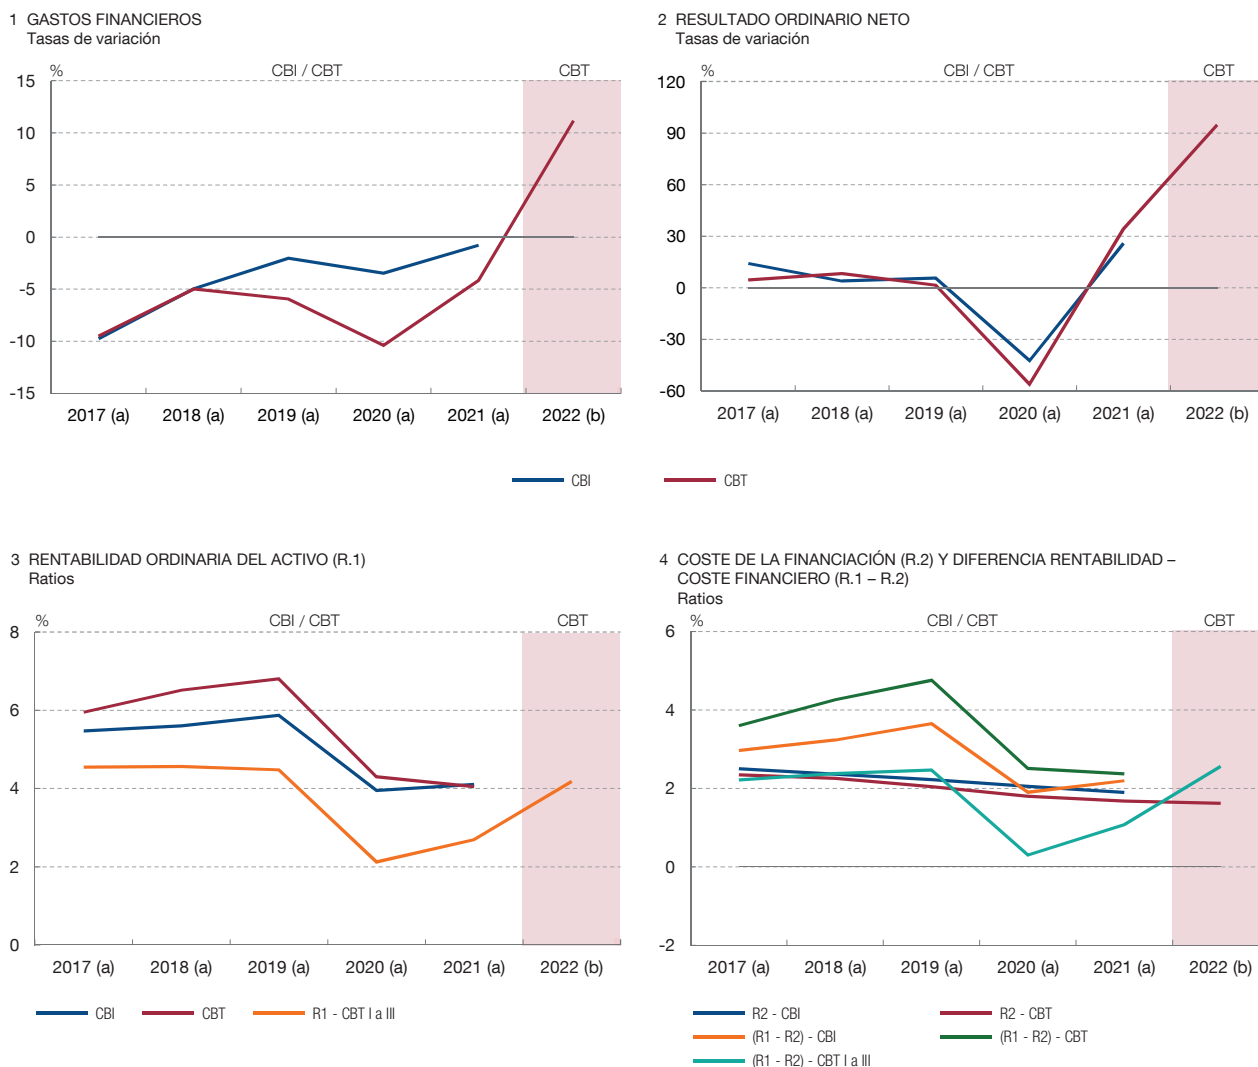 1 GASTOS FINANCIEROS
Tasas de variación
% CBI / CBT CBT
15
10
5
0
-5
-10
-15
2017 (a) 2018 (a) 2019 (a) 2020 (a) 2021 (a) 2022 (b)
2 RESULTADO ORDINARIO NETO
Tasas de variación
% CBI / CBT CBT
120
90
60
30
0
-30
-60
2017 (a) 2018 (a) 2019 (a) 2020 (a) 2021 (a) 2022 (b)
CBI CBT
3 RENTABILIDAD ORDINARIA DEL ACTIVO (R.1)
Ratios
% CBI / CBT CBT
8
6
4
2
0
2017 (a) 2018 (a) 2019 (a) 2020 (a) 2021 (a) 2022 (b)
CBI CBT R1 - CBT I a III
4 COSTE DE LA FINANCIACIÓN (R.2) Y DIFERENCIA RENTABILIDAD –
COSTE FINANCIERO (R.1 – R.2)
Ratios
% CBI / CBT CBT
6
4
2
0
-2
2017 (a) 2018 (a) 2019 (a) 2020 (a) 2021 (a) 2022 (b)
R2 - CBI R2 - CBT
(R1 - R2) - CBI (R1 - R2) - CBT
(R1 - R2) - CBT I a III